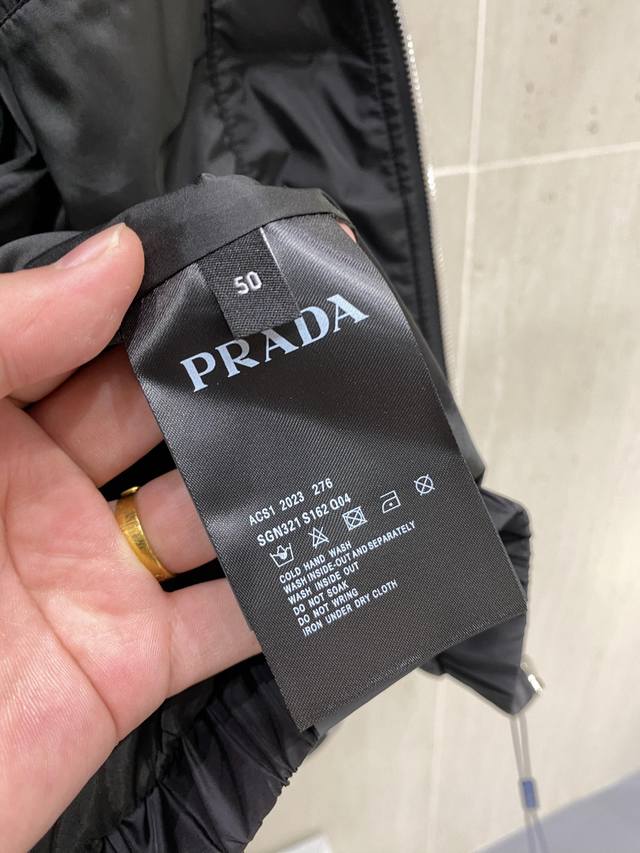 50
PRADA
ACS1 2023 276
SGN321 S162 Q04
COLD HAND WASH
WASH INSIDE-OUT AND SEPARATELY
WASH INSIDE OUT
DO NOT SOAK
DO NOT WRING
IRON UNDER DRY CLOTH